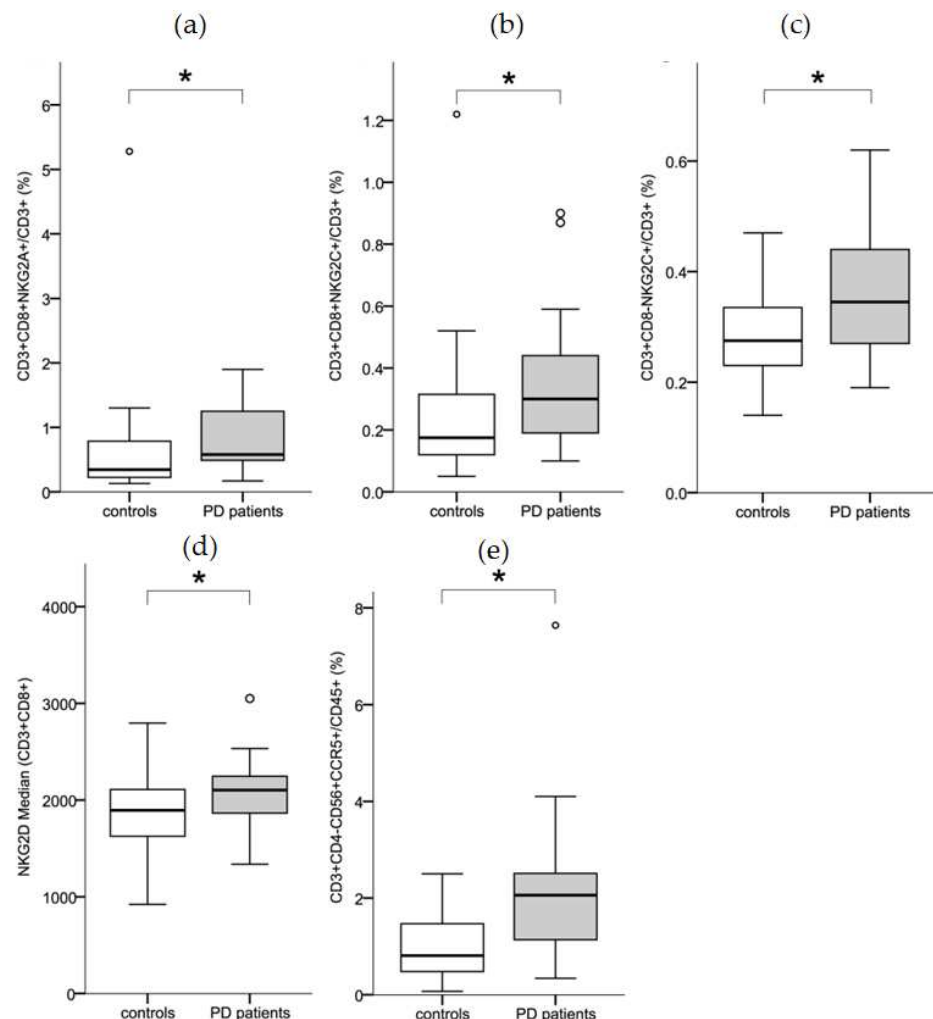 (a)
(b)
(c)
*
*
*
CD3+CD8+NKG2A+/CD3+ (%)
6
5
4
3
2
1
0
controls
PD patients
CD3+CD8+NKG2C+/CD3+ (%)
1.2
1.0
0.8
0.6
0.4
0.2
0.0
controls
PD patients
CD3+CD8-NKG2C+/CD3+ (%)
0.6
0.4
0.2
0.0
controls
PD patients
(d)
(e)
*
*
NKG2D Median (CD3+CD8+)
4000
3000
2000
1000
0
controls
PD patients
CD3+CD4-CD56+CCR5+/CD45+ (%)
8
6
4
2
0
controls
PD patients